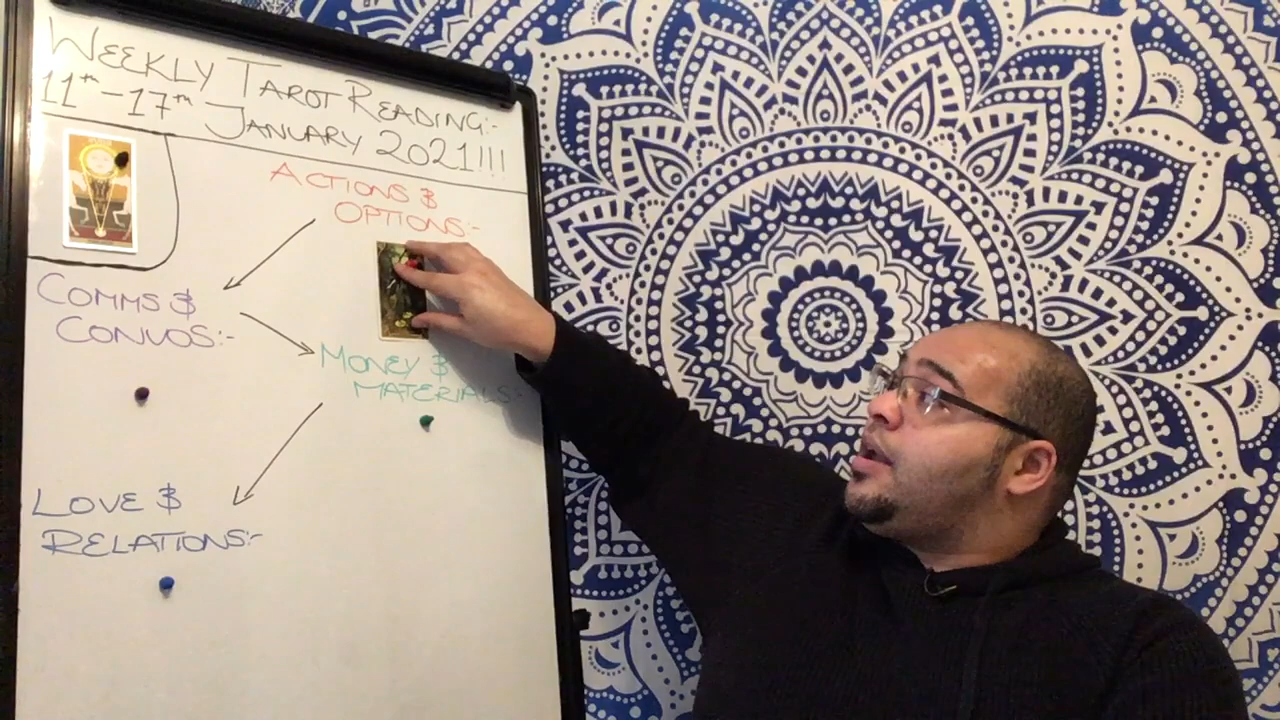 WEEKLY TAROT READING:-
11TH-17TH JANUARY 2021!!!
ACTIONS &
OPTIONS:-
COMMS &
CONVOS:-
MONEY &
MATERIALS:-
LOVE &
RELATIONS:-